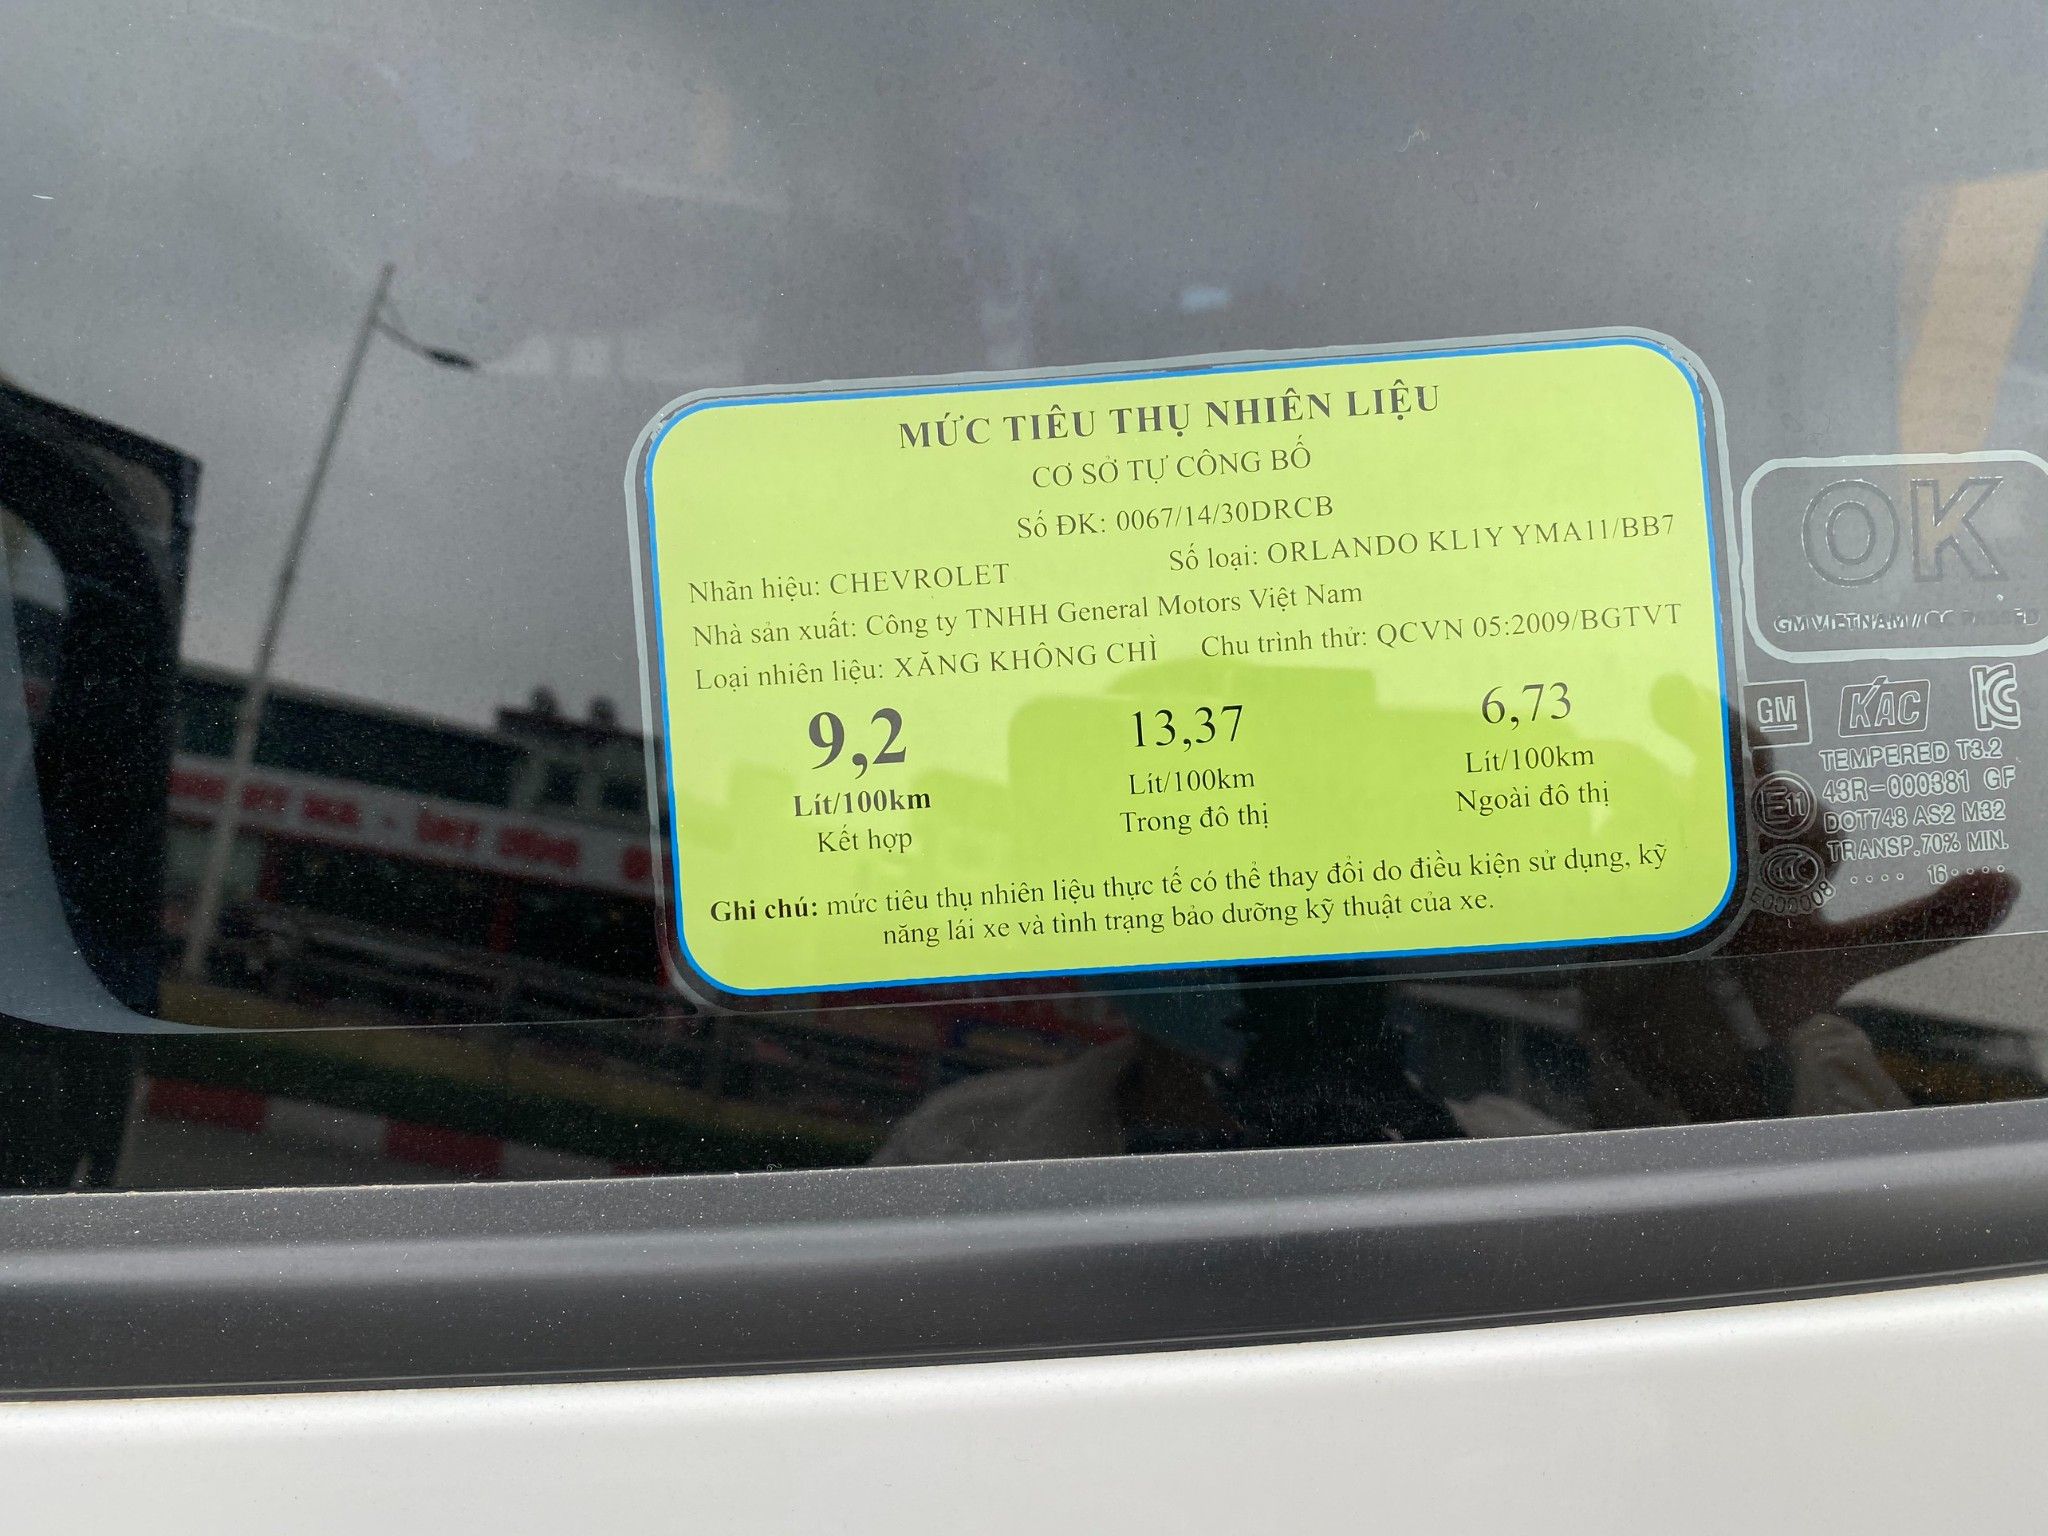 MỨC TIÊU THỤ NHIÊN LIỆU
CƠ SỞ TỰ CÔNG BỐ
Số ĐK: 0067/14/30DRCB
Nhãn hiệu: CHEVROLET Số loại: ORLANDO KL1Y YMA11/BB7
Nhà sản xuất: Công ty TNHH General Motors Việt Nam
Loại nhiên liệu: XĂNG KHÔNG CHÌ Chu trình thử: QCVN 05:2009/BGTVT
9,2 13,37 6,73
Lít/100km Lít/100km Lít/100km
Kết hợp Trong đô thị Ngoài đô thị
Ghi chú: mức tiêu thụ nhiên liệu thực tế có thể thay đổi do điều kiện sử dụng, kỹ
năng lái xe và tình trạng bảo dưỡng kỹ thuật của xe.
OK
GM VIETNAM
GM KAC
TEMPERED T3.2
E11 43R-000381 GF
DOT748 AS2 M32
TRANSP.70% MIN.
.... 16....
E000008